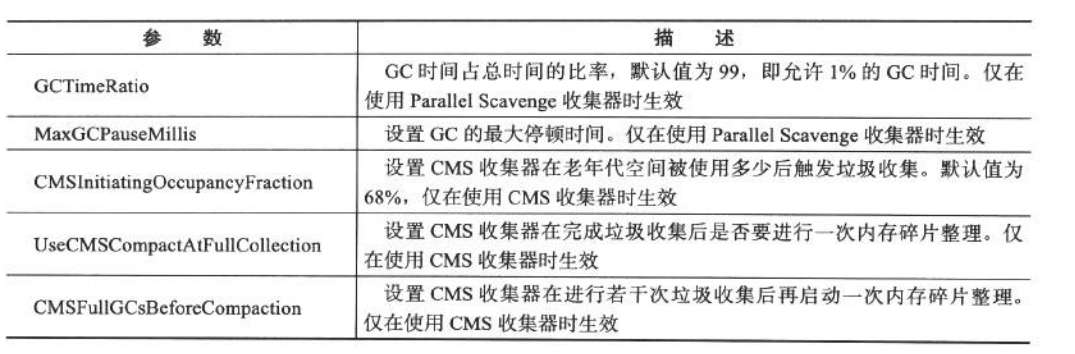 参 数 描 述
GCTimeRatio GC 时间占总时间的比率，默认值为 99，即允许 1% 的 GC 时间。仅在
使用 Parallel Scavenge 收集器时生效
MaxGCPauseMillis 设置 GC 的最大停顿时间。仅在使用 Parallel Scavenge 收集器时生效
CMSInitiatingOccupancyFraction 设置 CMS 收集器在老年代空间被使用多少后触发垃圾收集。默认值为
68%，仅在使用 CMS 收集器时生效
UseCMSCompactAtFullCollection 设置 CMS 收集器在完成垃圾收集后是否要进行一次内存碎片整理。仅
在使用 CMS 收集器时生效
CMSFullGCsBeforeCompaction 设置 CMS 收集器在进行若干次垃圾收集后再启动一次内存碎片整理。
仅在使用 CMS 收集器时生效